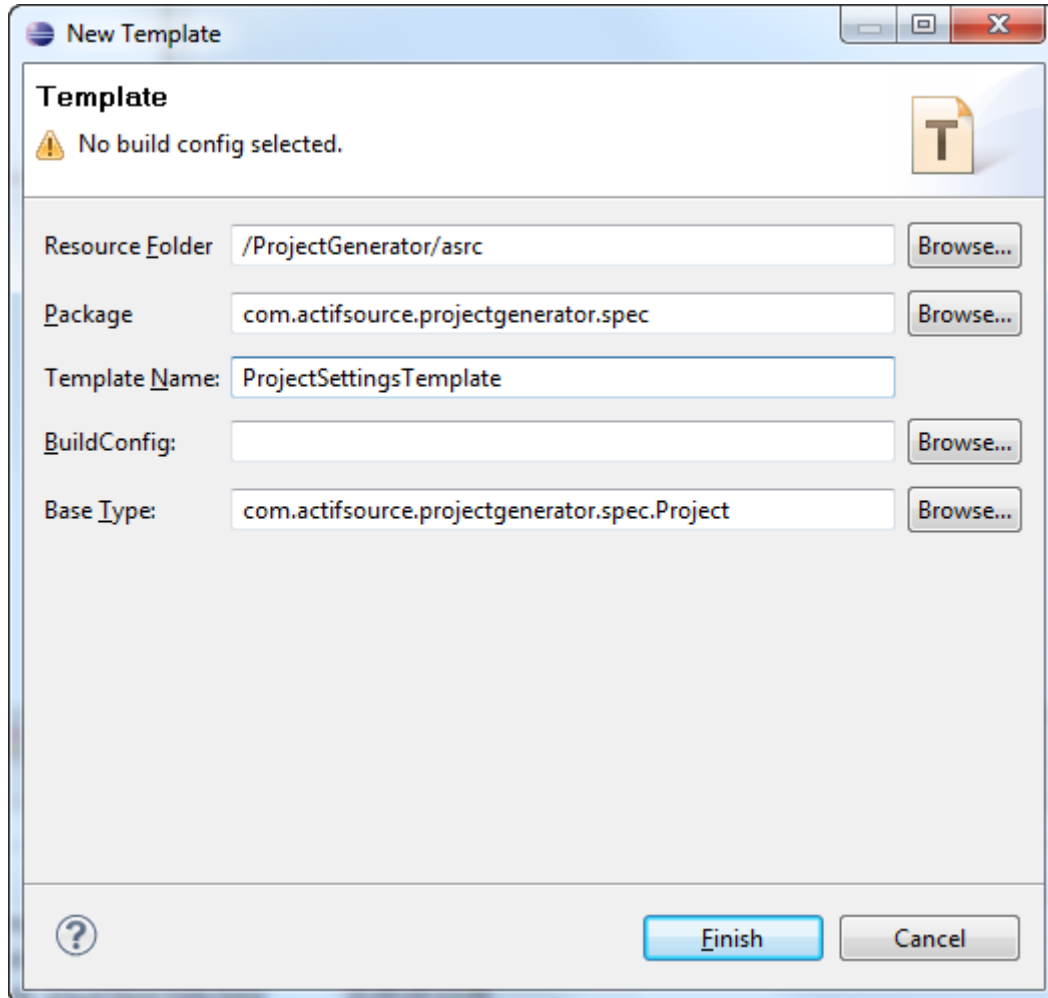 New Template
Template
No build config selected.
T
Resource Folder /ProjectGenerator/asrc Browse...
Package com.actifsource.projectgenerator.spec Browse...
Template Name: ProjectSettingsTemplate
BuildConfig: Browse...
Base Type: com.actifsource.projectgenerator.spec.Project Browse...
? Finish Cancel